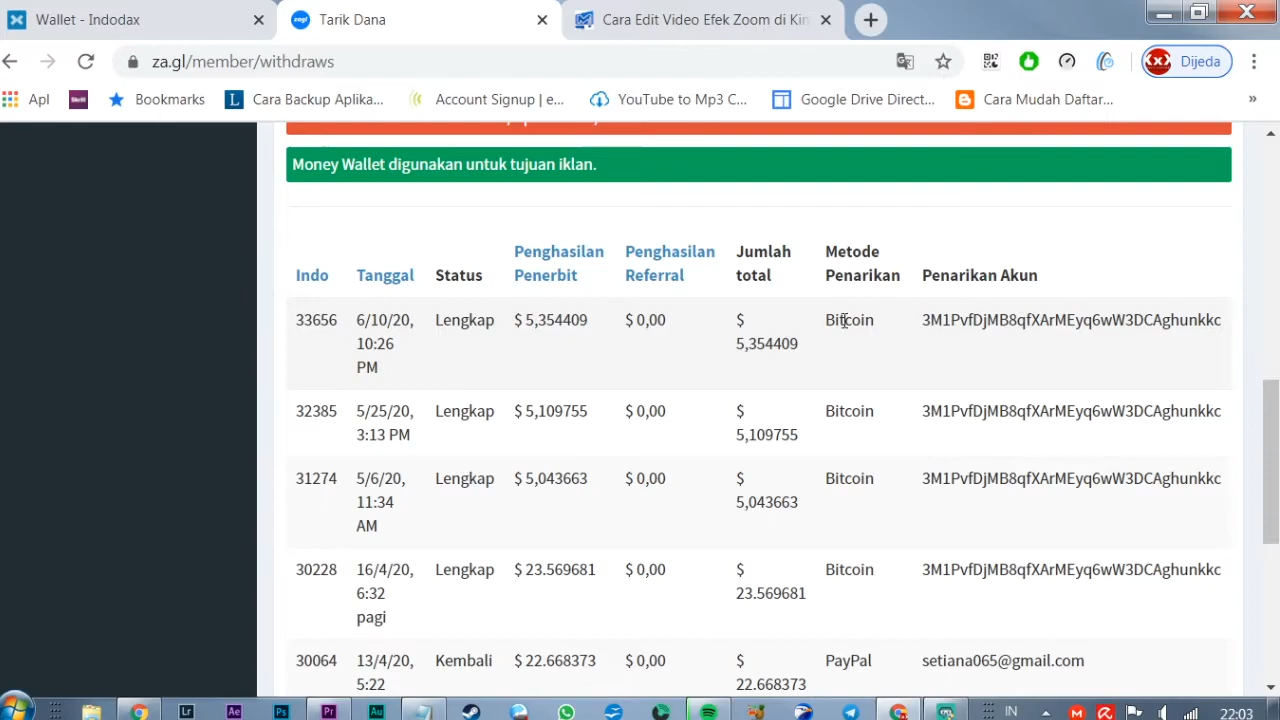 Wallet - Indodax
Tarik Dana
Cara Edit Video Efek Zoom di Kin
za.gl/member/withdraws
Dijeda
Apl
Skrill
Bookmarks
Cara Backup Aplika...
Account Signup | e...
YouTube to Mp3 C...
Google Drive Direct...
Cara Mudah Daftar...
Money Wallet digunakan untuk tujuan iklan.
Indo Tanggal Status Penghasilan Penerbit Penghasilan Referral Jumlah total Metode Penarikan Penarikan Akun
33656 6/10/20, 10:26 PM Lengkap $ 5,354409 $ 0,00 $ 5,354409 Bitcoin 3M1PvfDjMB8qfXArMEyq6wW3DCAghunkkc
32385 5/25/20, 3:13 PM Lengkap $ 5,109755 $ 0,00 $ 5,109755 Bitcoin 3M1PvfDjMB8qfXArMEyq6wW3DCAghunkkc
31274 5/6/20, 11:34 AM Lengkap $ 5,043663 $ 0,00 $ 5,043663 Bitcoin 3M1PvfDjMB8qfXArMEyq6wW3DCAghunkkc
30228 16/4/20, 6:32 pagi Lengkap $ 23.569681 $ 0,00 $ 23.569681 Bitcoin 3M1PvfDjMB8qfXArMEyq6wW3DCAghunkkc
30064 13/4/20, 5:22 Kembali $ 22.668373 $ 0,00 $ 22.668373 PayPal setiana065@gmail.com
Lr Ae Ps Pr Au IN 22:03